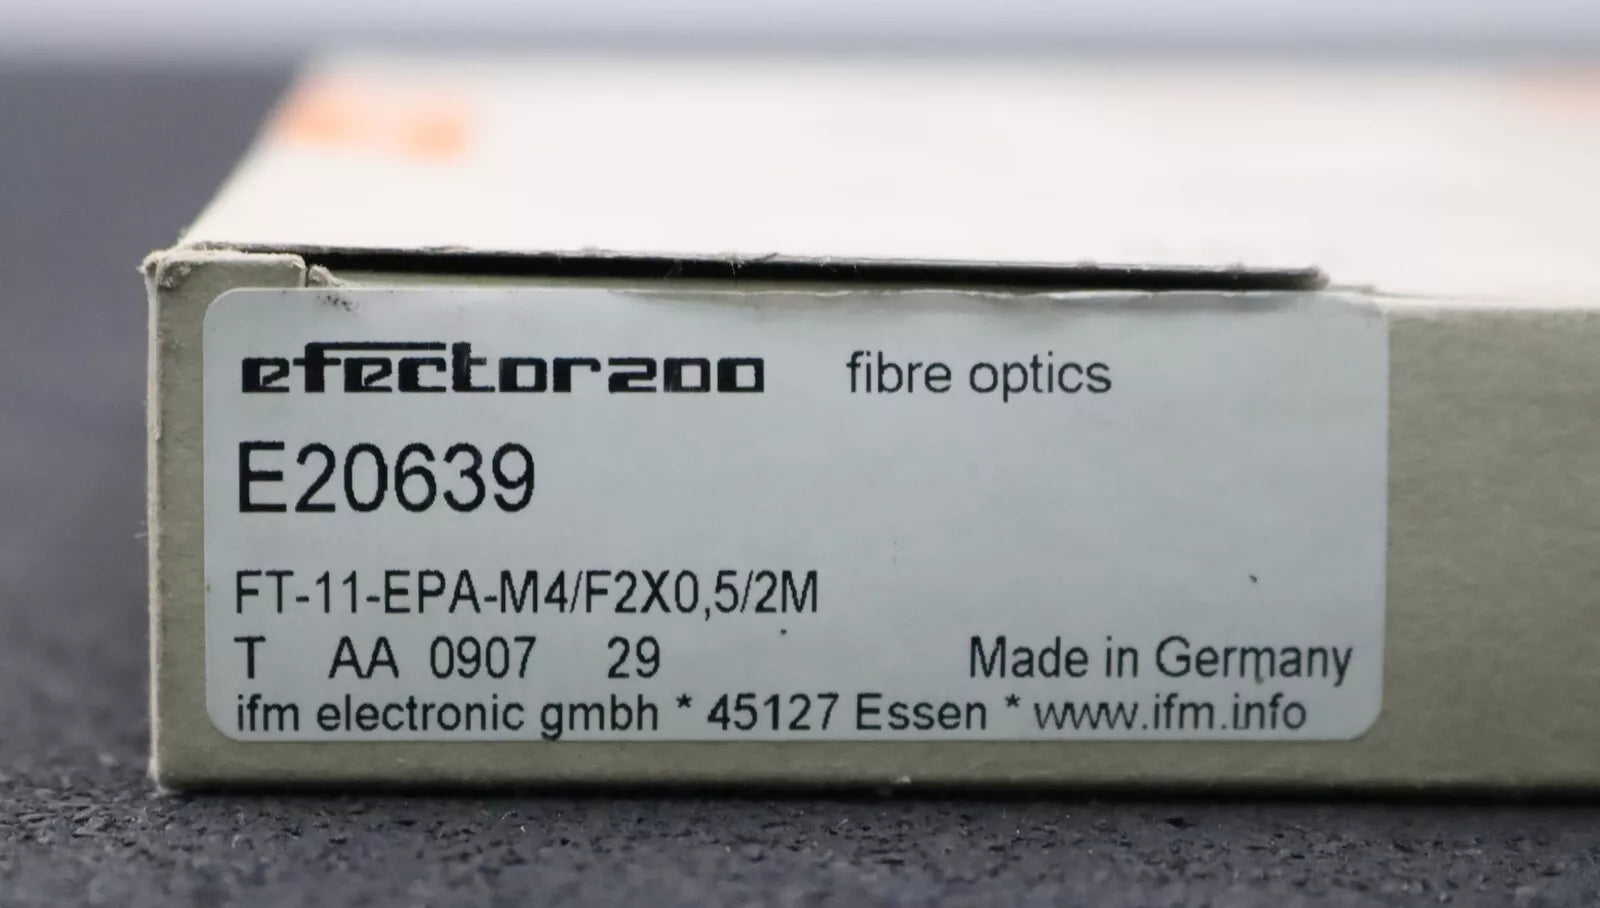 efector200 fibre optics
E20639
FT-11-EPA-M4/F2X0,5/2M
T AA 0907 29 Made in Germany
ifm electronic gmbh * 45127 Essen * www.ifm.info